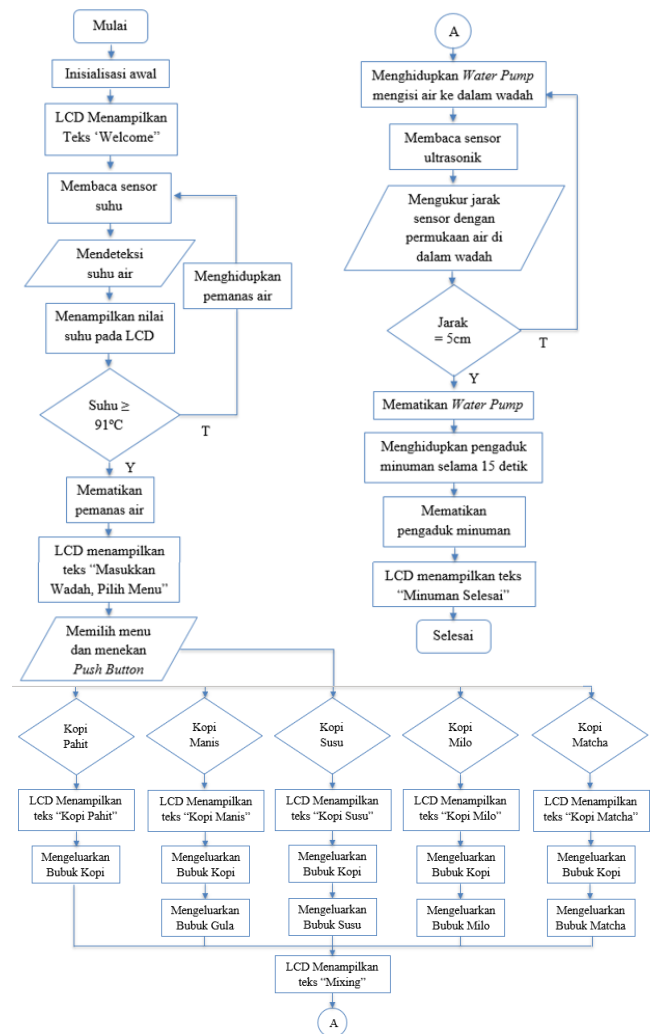 Mulai
Inisialisasi awal
LCD Menampilkan
Teks ‘Welcome”
Membaca sensor
suhu
Mendeteksi
suhu air
Menghidupkan
pemanas air
Menampilkan nilai
suhu pada LCD
Suhu ≥
91°C
T
Y
Mematikan
pemanas air
LCD menampilkan
teks “Masukkan
Wadah, Pilih Menu”
Memilih menu
dan menekan
Push Button
Kopi
Pahit
LCD Menampilkan
teks “Kopi Pahit”
Mengeluarkan
Bubuk Kopi
Kopi
Manis
LCD Menampilkan
teks “Kopi Manis”
Mengeluarkan
Bubuk Kopi
Mengeluarkan
Bubuk Gula
Kopi
Susu
LCD Menampilkan
teks “Kopi Susu”
Mengeluarkan
Bubuk Kopi
Mengeluarkan
Bubuk Susu
Kopi
Milo
LCD Menampilkan
teks “Kopi Milo”
Mengeluarkan
Bubuk Kopi
Mengeluarkan
Bubuk Milo
Kopi
Matcha
LCD Menampilkan
teks “Kopi Matcha”
Mengeluarkan
Bubuk Kopi
Mengeluarkan
Bubuk Matcha
LCD Menampilkan
teks “Mixing”
A
A
Menghidupkan Water Pump
mengisi air ke dalam wadah
Membaca sensor
ultrasonik
Mengukur jarak
sensor dengan
permukaan air di
dalam wadah
Jarak
= 5cm
T
Y
Mematikan Water Pump
Menghidupkan pengaduk
minuman selama 15 detik
Mematikan
pengaduk minuman
LCD menampilkan teks
“Minuman Selesai”
Selesai